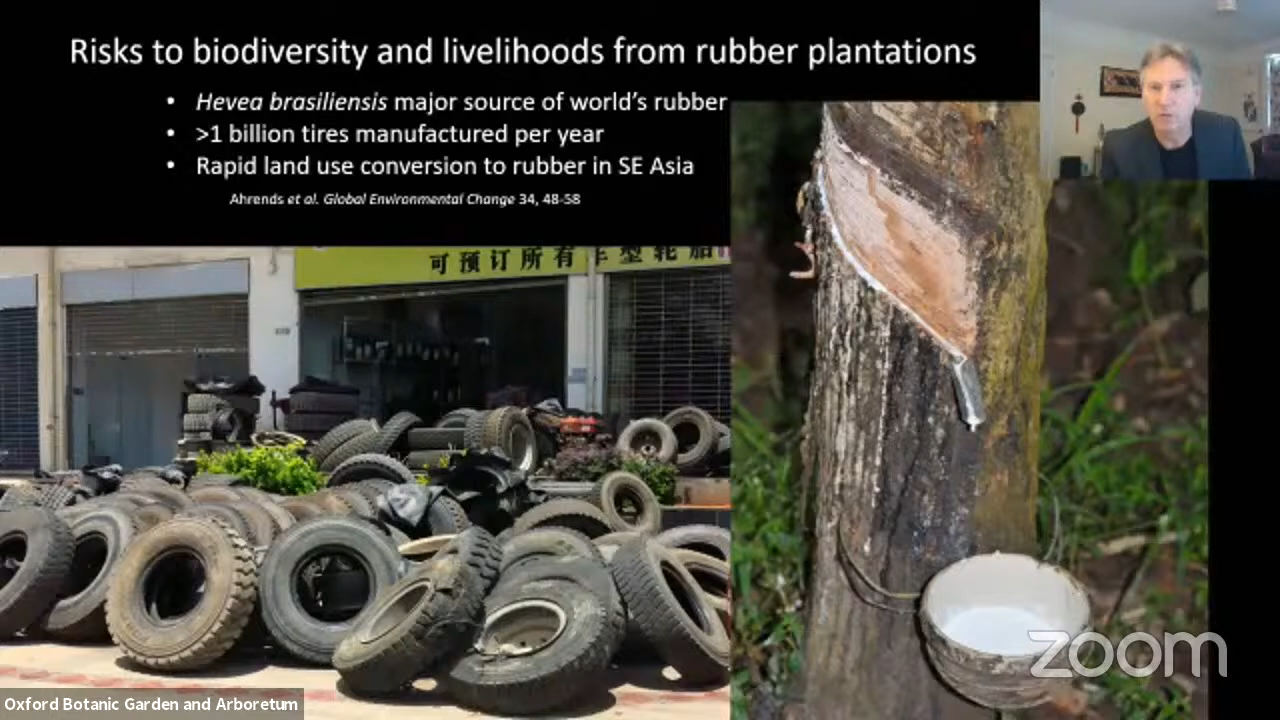 Risks to biodiversity and livelihoods from rubber plantations
• Hevea brasiliensis major source of world's rubber
• >1 billion tires manufactured per year
• Rapid land use conversion to rubber in SE Asia
Ahrends et al. Global Environmental Change 34, 48-58
可预订所有车型轮胎
zoom
Oxford Botanic Garden and Arboretum